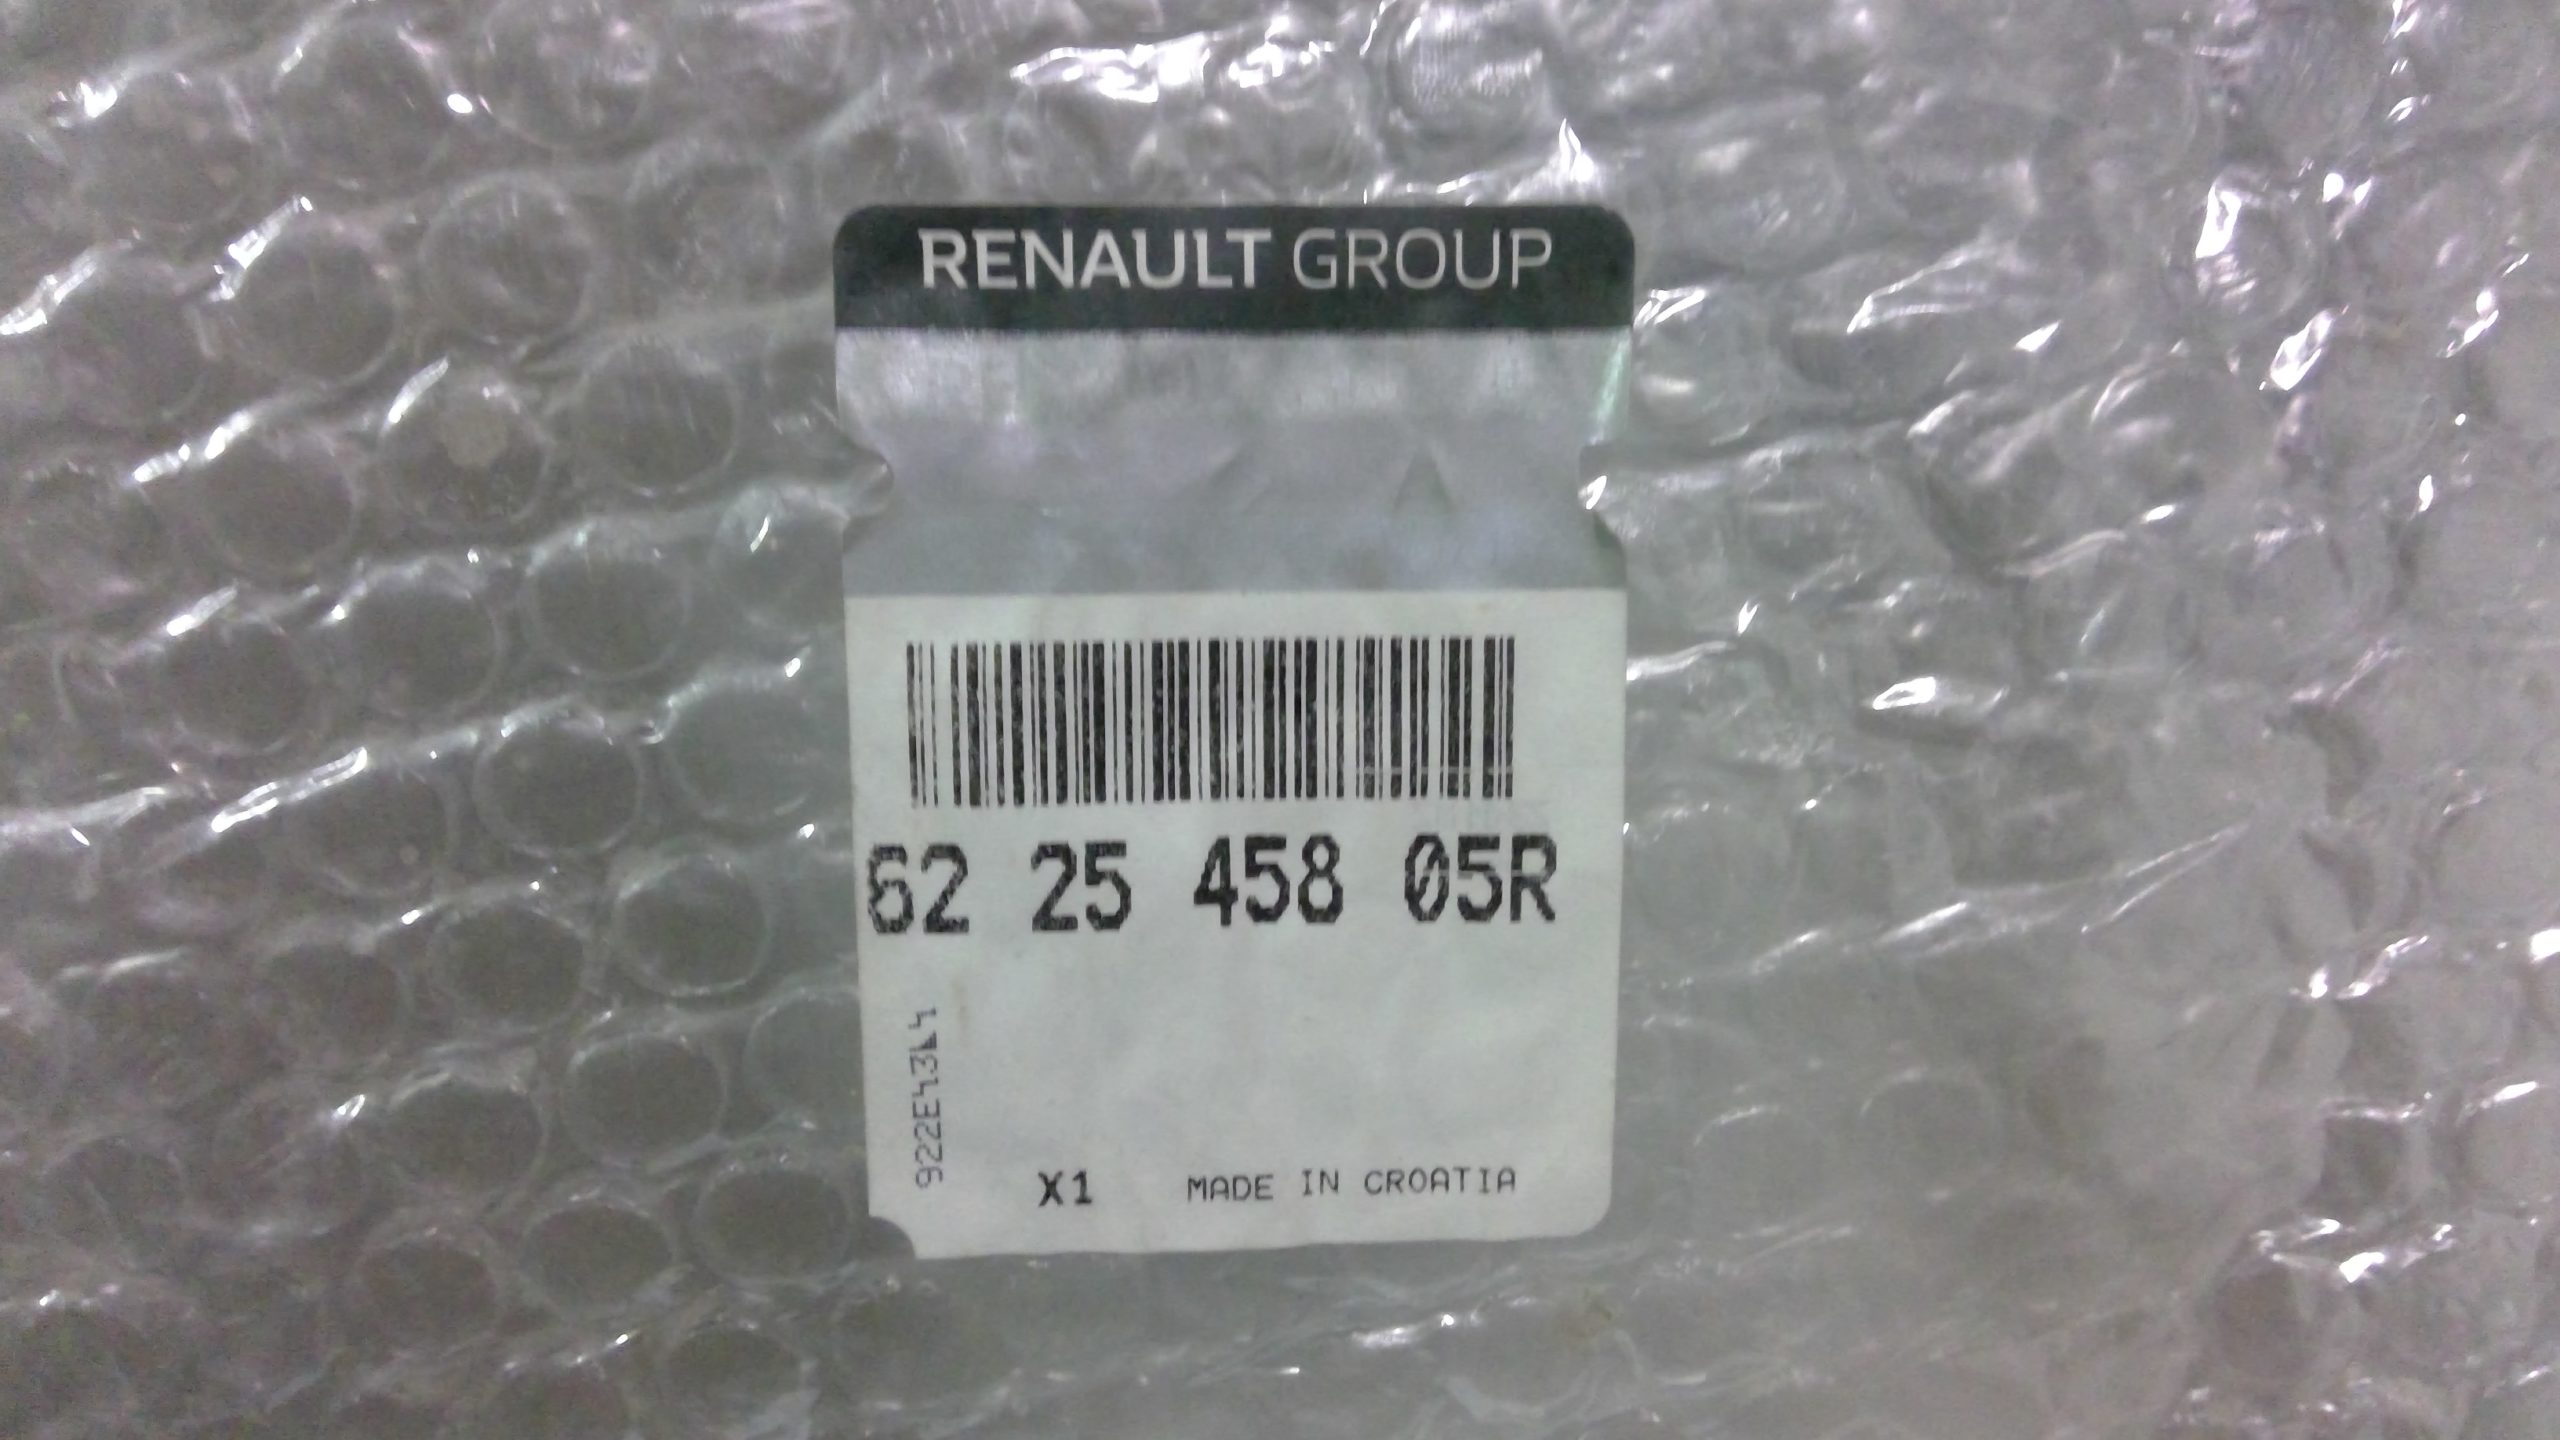 RENAULT GROUP
62 25 458 05R
X1 MADE IN CROATIA